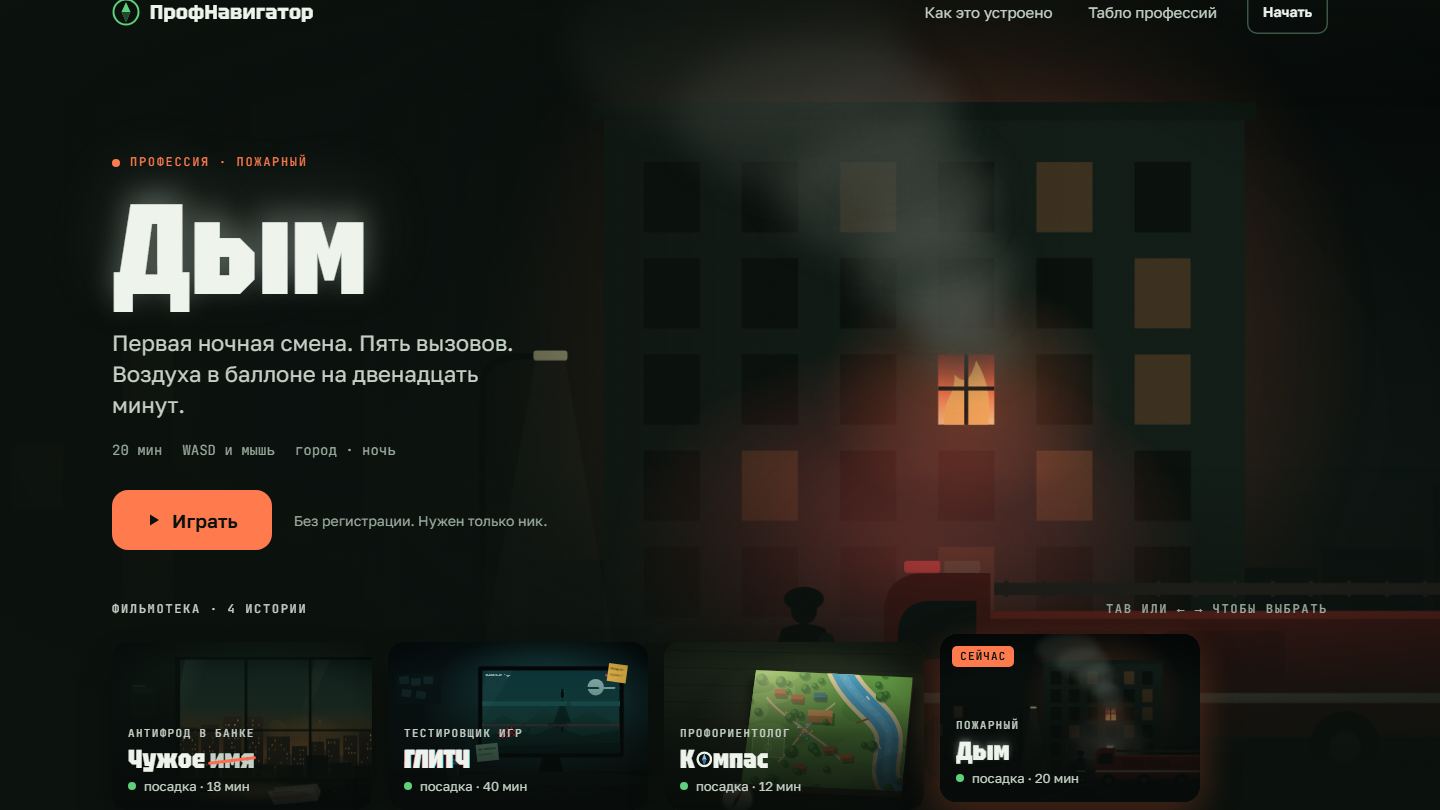 ПрофНавигатор
Как это устроено
Табло профессий
Начать
ПРОФЕССИЯ · ПОЖАРНЫЙ
Дым
Первая ночная смена. Пять вызовов.
Воздуха в баллоне на двенадцать
минут.
20 мин WASD и мышь город · ночь
Играть
Без регистрации. Нужен только ник.
ФИЛЬМОТЕКА · 4 ИСТОРИИ
TAB ИЛИ ← → ЧТОБЫ ВЫБРАТЬ
АНТИФРОД В БАНКЕ
Чужое имя
посадка · 18 мин
ТЕСТИРОВЩИК ИГР
ГЛИТЧ
посадка · 40 мин
ПРОФОРИЕНТОЛОГ
Компас
посадка · 12 мин
СЕЙЧАС
ПОЖАРНЫЙ
Дым
посадка · 20 мин